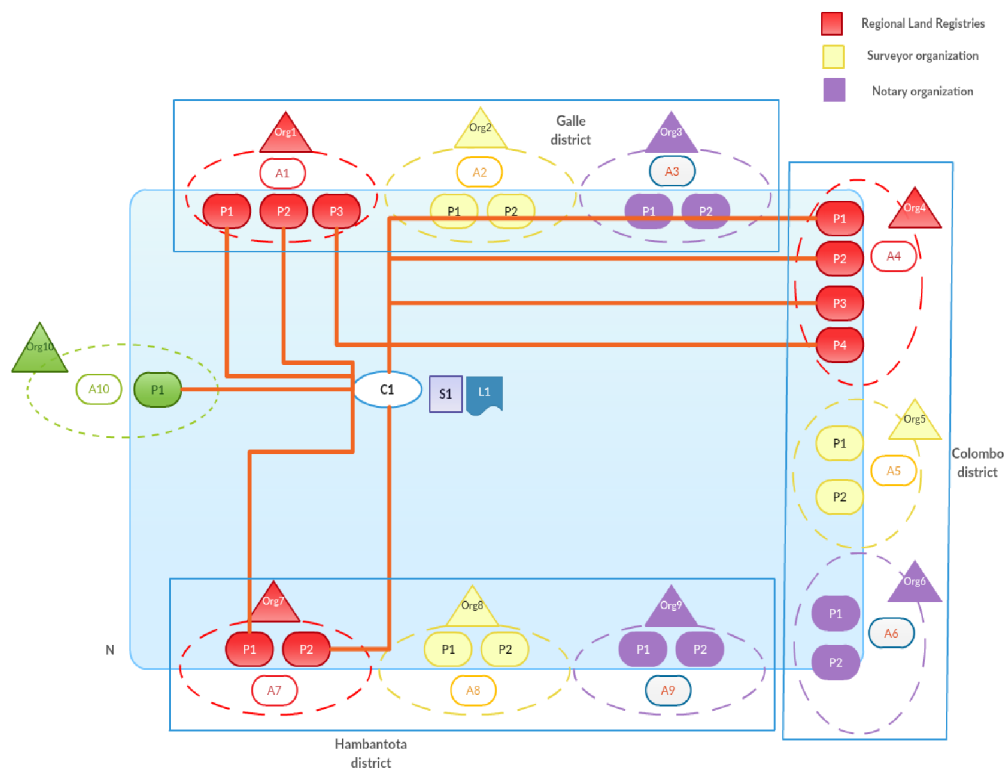 Regional Land Registries
Surveyor organization
Notary organization
Org1
Org2
Galle
district
Org3
A1
A2
A3
P1
P2
P3
P1
P2
P1
P2
Org4
P1
A4
P2
P3
P4
Org10
A10
P1
C1
S1
L1
Org5
P1
A5
P2
Colombo
district
Org6
P1
A6
P2
N
Org7
Org8
Org9
P1
P2
P1
P2
P1
P2
A7
A8
A9
Hambantota
district